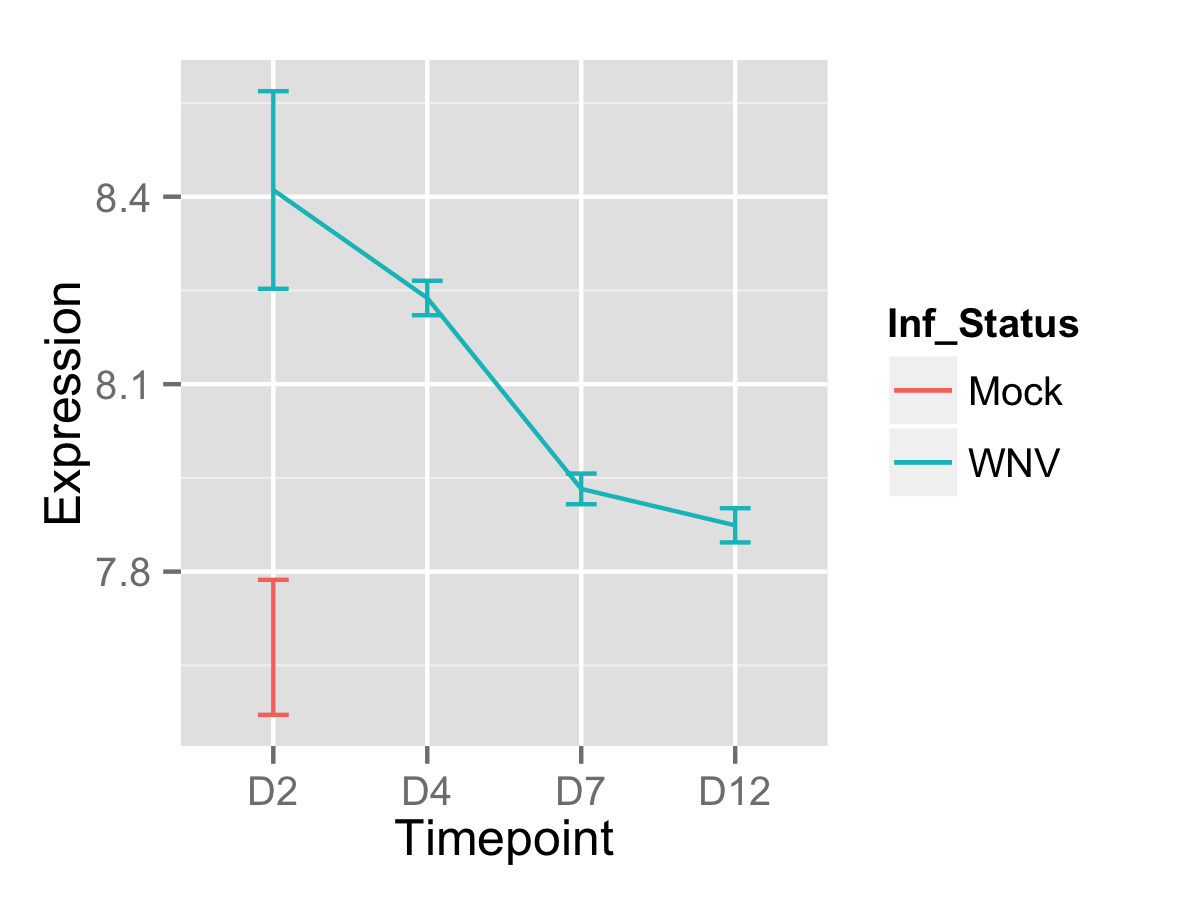 Expression
8.4
8.1
7.8
D2 D4 D7 D12
Timepoint
Inf_Status
Mock
WNV